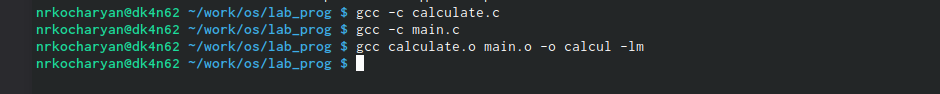 nrkocharyan@dk4n62 ~/work/os/lab_prog $ gcc -c calculate.c
nrkocharyan@dk4n62 ~/work/os/lab_prog $ gcc -c main.c
nrkocharyan@dk4n62 ~/work/os/lab_prog $ gcc calculate.o main.o -o calcul -lm
nrkocharyan@dk4n62 ~/work/os/lab_prog $